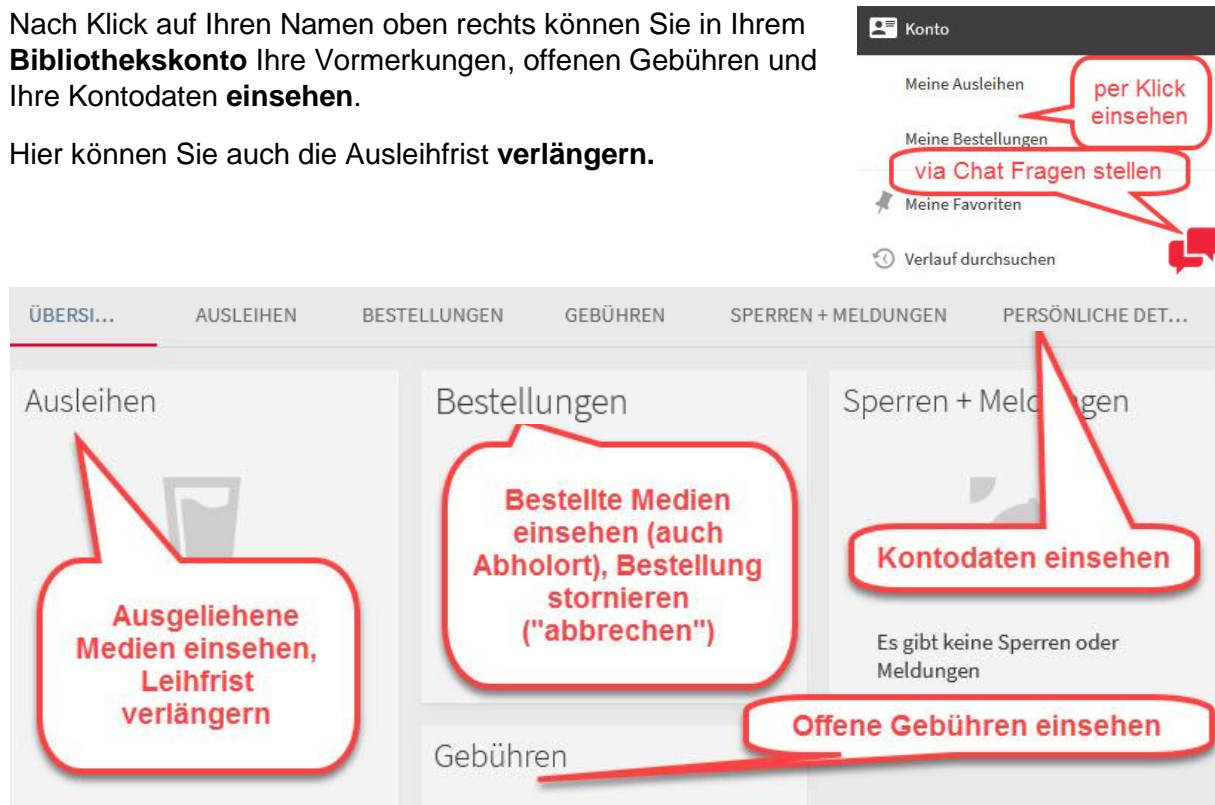 Nach Klick auf Ihren Namen oben rechts können Sie in Ihrem
Bibliothekskonto Ihre Vormerkungen, offenen Gebühren und
Ihre Kontodaten einsehen.
Hier können Sie auch die Ausleihfrist verlängern.
Konto
Meine Ausleihen
per Klick
einsehen
Meine Bestellungen
via Chat Fragen stellen
Meine Favoriten
Verlauf durchsuchen
ÜBERSI... AUSLEIHEN BESTELLUNGEN GEBÜHREN SPERREN + MELDUNGEN PERSÖNLICHE DET...
Ausleihen
Ausgeliehene
Medien einsehen,
Leihfrist
verlängern
Bestellungen
Bestellte Medien
einsehen (auch
Abholort), Bestellung
stornieren
("abbrechen")
Sperren + Meldungen
Kontodaten einsehen
Es gibt keine Sperren oder
Meldungen
Offene Gebühren einsehen
Gebühren